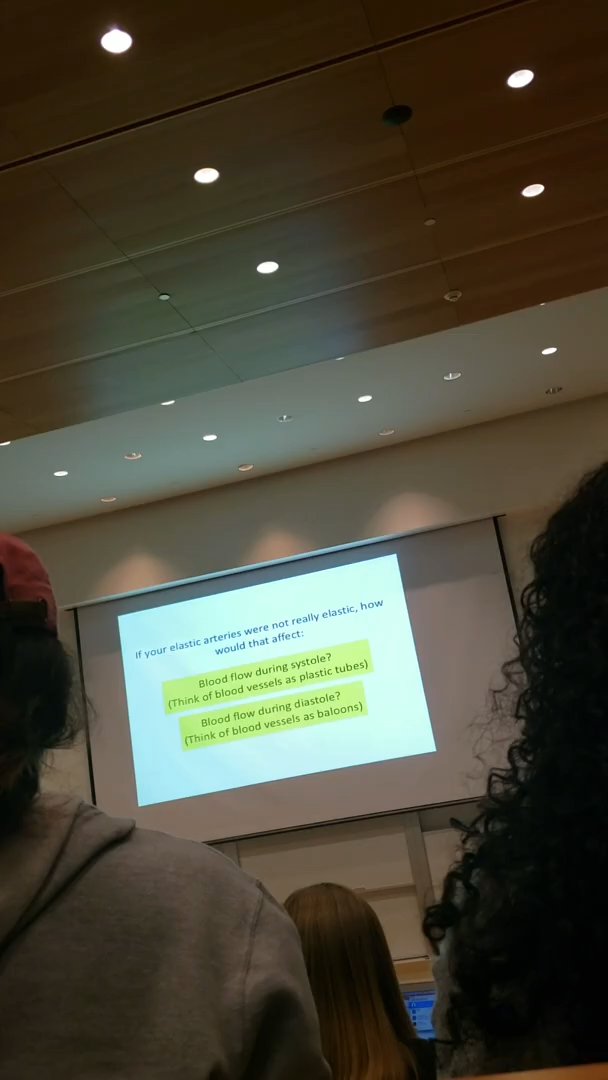 If your elastic arteries were not really elastic, how
would that affect:
Blood flow during systole?
(Think of blood vessels as plastic tubes)
Blood flow during diastole?
(Think of blood vessels as baloons)